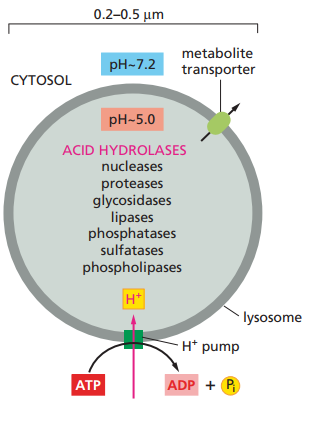 0.2–0.5 µm
pH~7.2
metabolite
transporter
CYTOSOL
pH~5.0
ACID HYDROLASES
nucleases
proteases
glycosidases
lipases
phosphatases
sulfatases
phospholipases
H⁺
lysosome
H⁺ pump
ATP
ADP + Pᵢ